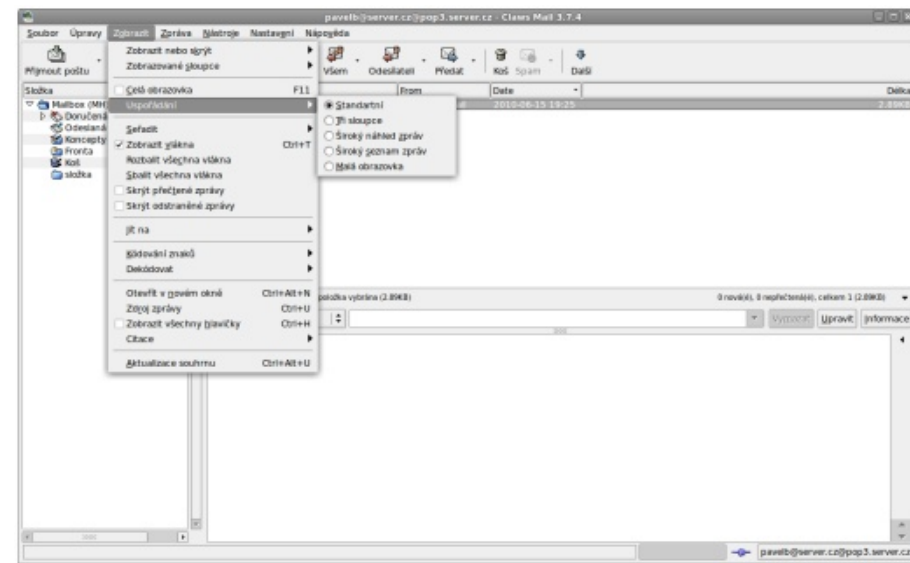 pavelb@server.cz@pop3.server.cz - Claws Mail 3.7.4
Soubor Úpravy Zobrazit Zpráva Nástroje Nastavení Nápověda
Přijmout poštu
Všem Odesílateli Předat Koš Spam Další
Složka
From Date Délka
Mailbox (MH)
2010-06-15 19:25 2.89KB
Doručená
Odeslaná
Koncepty
Fronta
Koš
složka
Zobrazit nebo skrýt
Zobrazované sloupce
Celá obrazovka F11
Uspořádání
Seřadit
Zobrazit vlákna Ctrl+T
Rozbalit všechna vlákna
Sbalit všechna vlákna
Skrýt přečtené zprávy
Skrýt odstraněné zprávy
Jít na
Kódování znaků
Dekódovat
Otevřít v novém okně Ctrl+Alt+N
Zdroj zprávy Ctrl+U
Zobrazit všechny hlavičky Ctrl+H
Citace
Aktualizace souhrnu Ctrl+Alt+U
Standartní
Tři sloupce
Široký náhled zpráv
Široký seznam zpráv
Malá obrazovka
položka vybrána (2.89KB) 0 nové(é), 0 nepřečtené(é), celkem 1 (2.89KB)
Vymazat Upravit Informace
pavelb@server.cz@pop3.server.cz